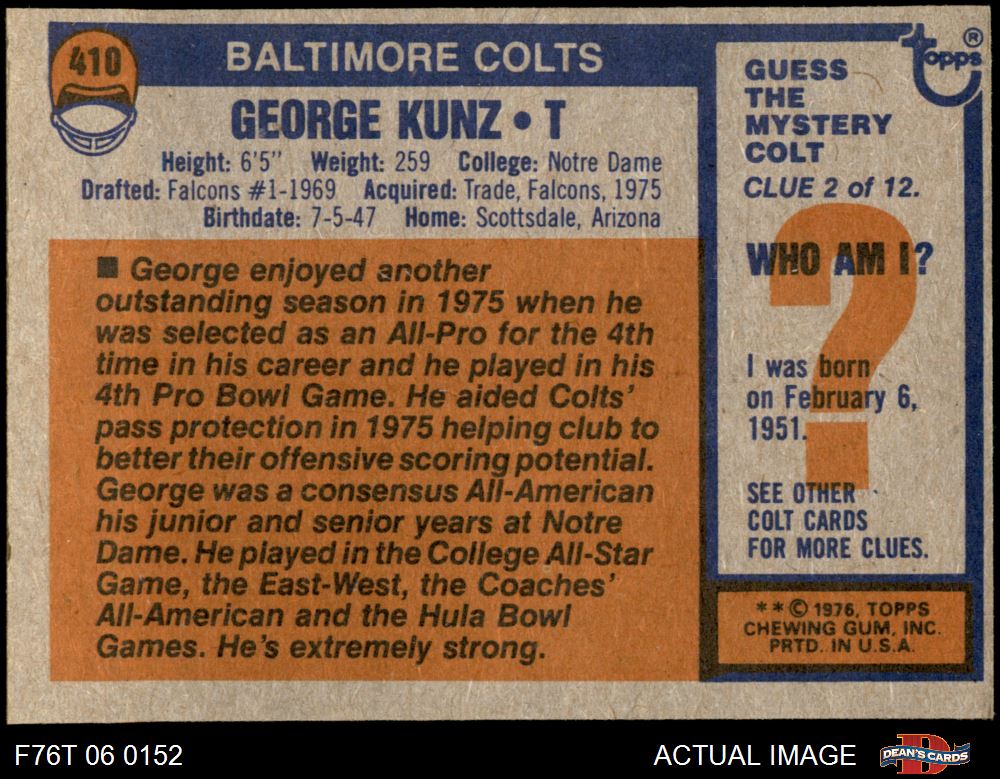 410
BALTIMORE COLTS
GEORGE KUNZ • T
Height: 6'5" Weight: 259 College: Notre Dame
Drafted: Falcons #1-1969 Acquired: Trade, Falcons, 1975
Birthdate: 7-5-47 Home: Scottsdale, Arizona
■ George enjoyed another
outstanding season in 1975 when he
was selected as an All-Pro for the 4th
time in his career and he played in his
4th Pro Bowl Game. He aided Colts'
pass protection in 1975 helping club to
better their offensive scoring potential.
George was a consensus All-American
his junior and senior years at Notre
Dame. He played in the College All-Star
Game, the East-West, the Coaches'
All-American and the Hula Bowl
Games. He's extremely strong.
topps ®
GUESS
THE
MYSTERY
COLT
CLUE 2 of 12.
?
WHO AM I?
I was born
on February 6,
1951.
SEE OTHER
COLT CARDS
FOR MORE CLUES.
* * © 1976, TOPPS
CHEWING GUM, INC.
PRTD. IN U.S.A.
F76T 06 0152
ACTUAL IMAGE
DEAN'S CARDS